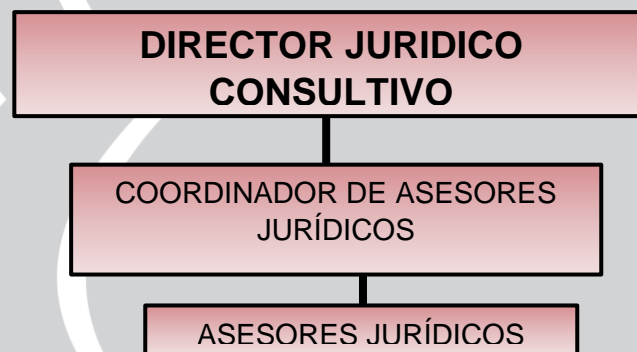 DIRECTOR JURIDICO
CONSULTIVO
COORDINADOR DE ASESORES
JURÍDICOS
ASESORES JURÍDICOS